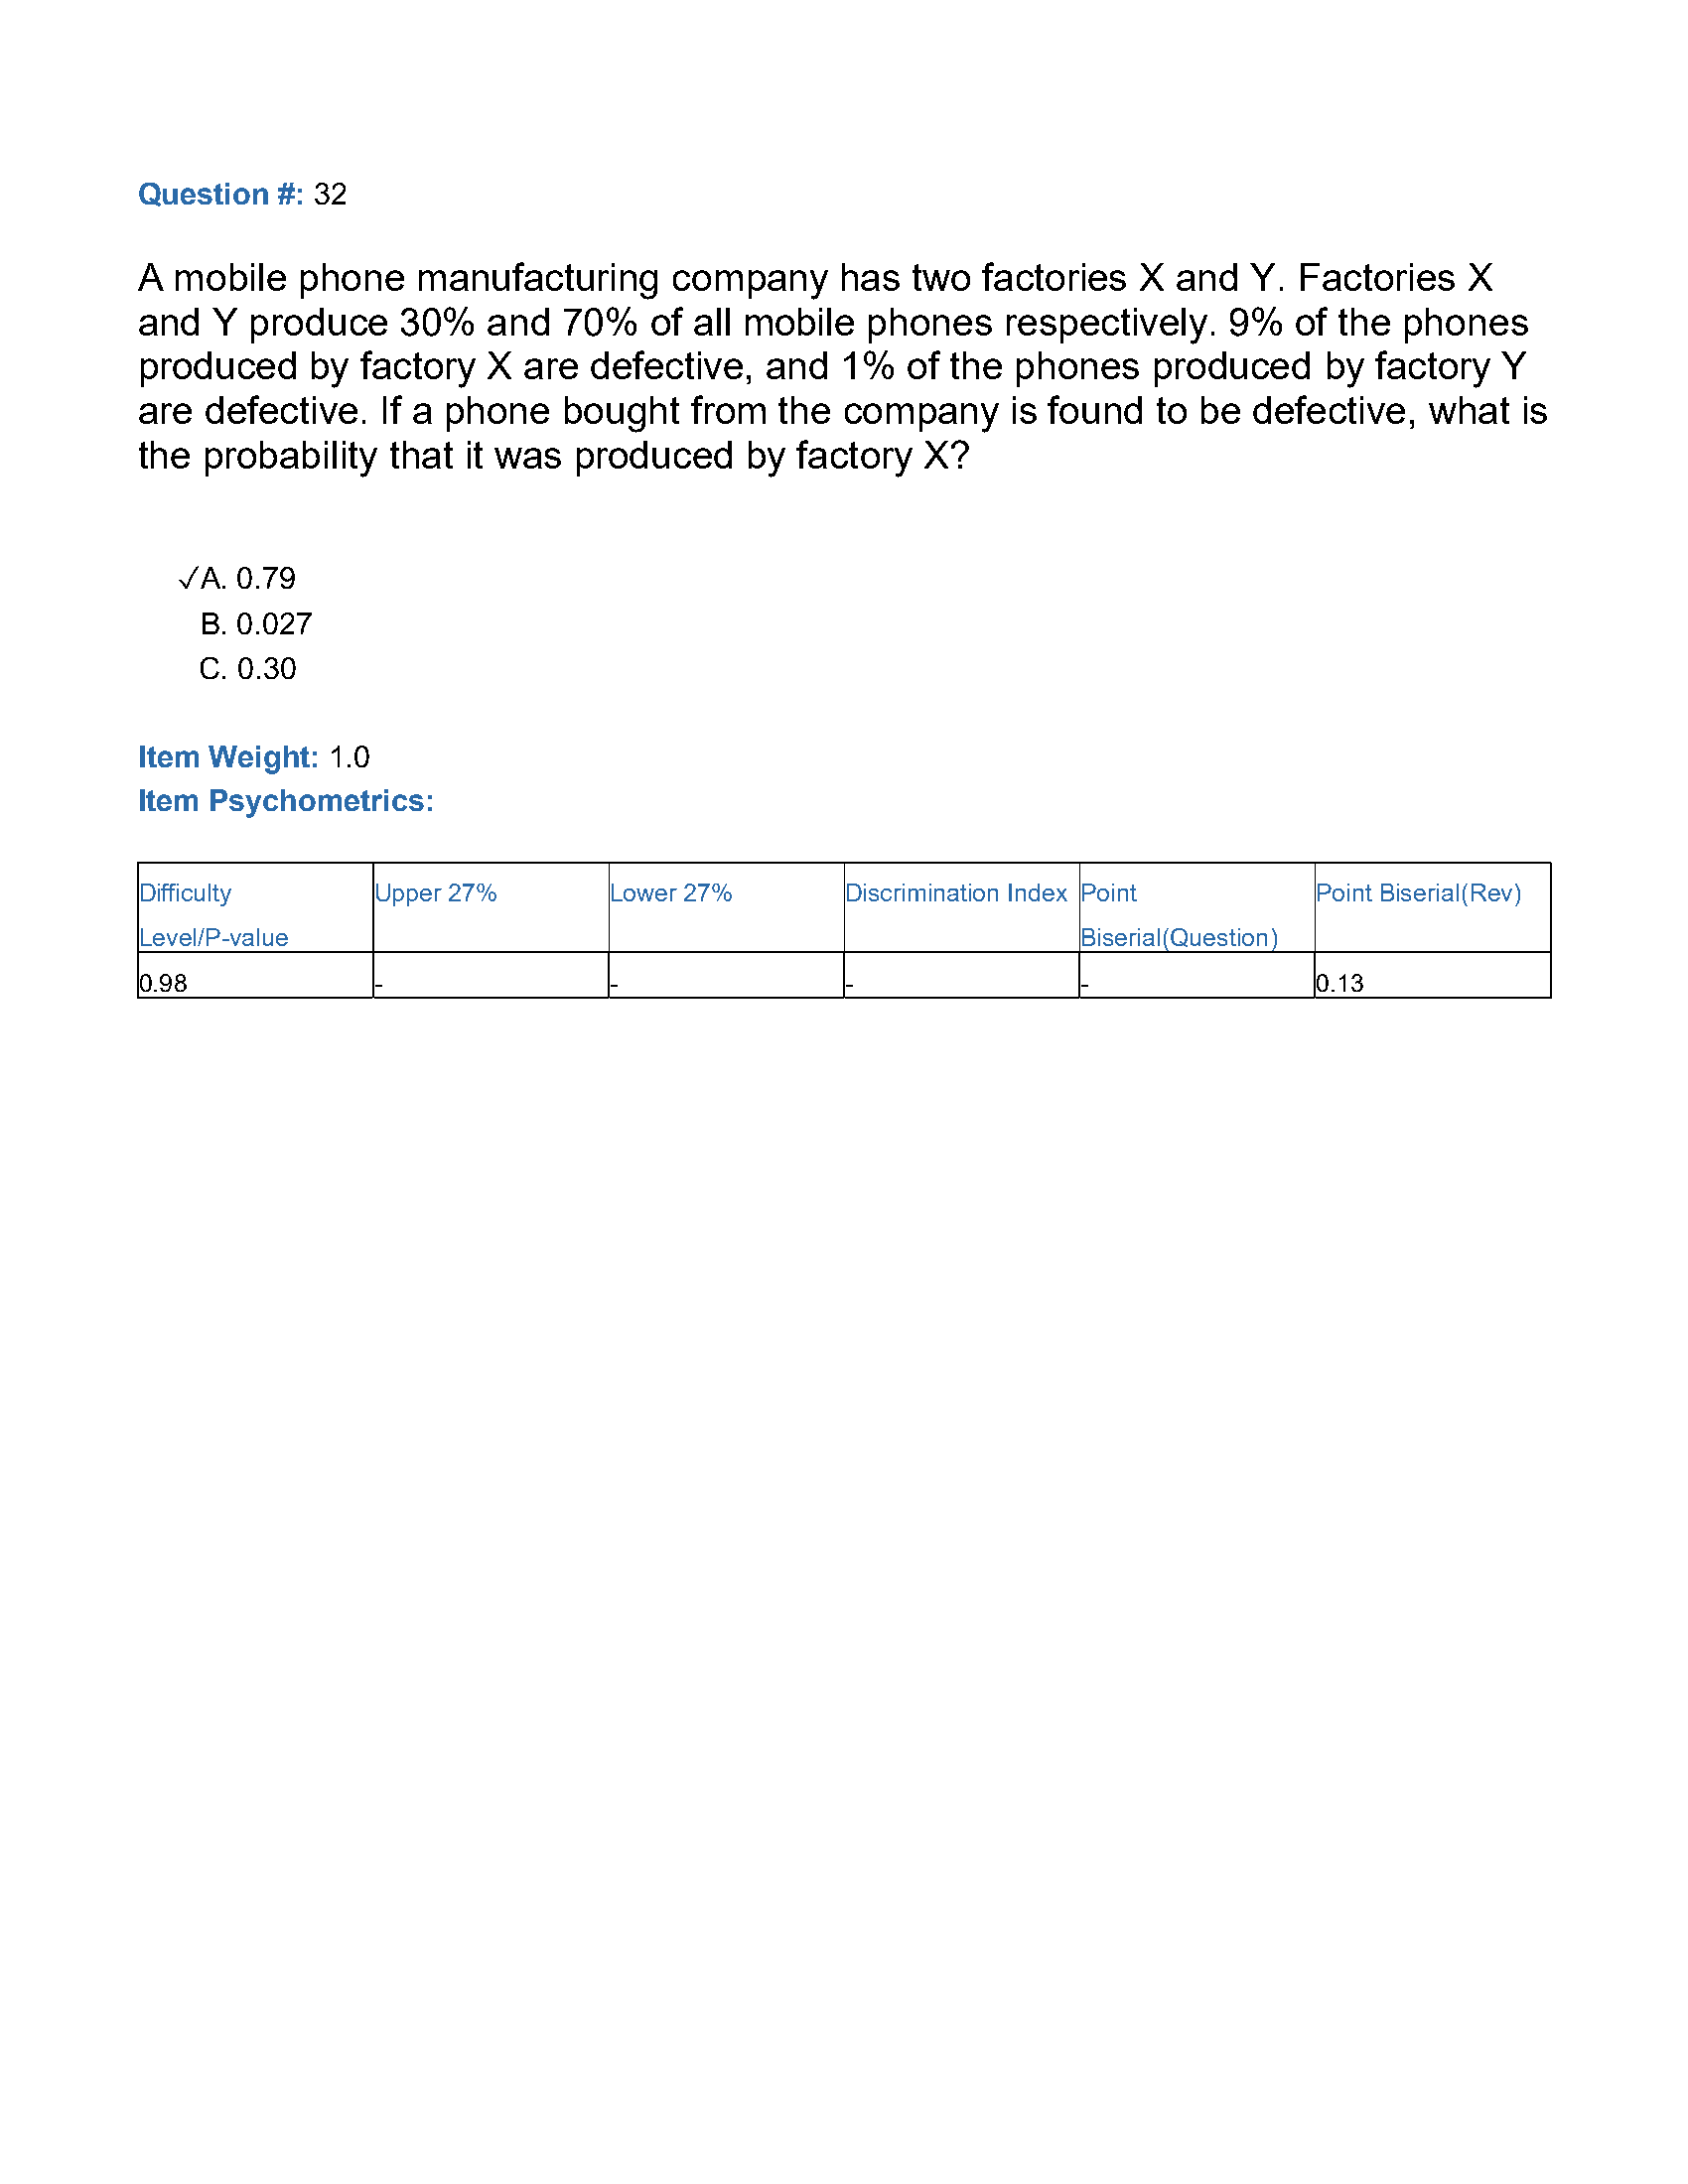 Question #: 32
A mobile phone manufacturing company has two factories X and Y. Factories X
and Y produce 30% and 70% of all mobile phones respectively. 9% of the phones
produced by factory X are defective, and 1% of the phones produced by factory Y
are defective. If a phone bought from the company is found to be defective, what is
the probability that it was produced by factory X?
✓A. 0.79
B. 0.027
C. 0.30
Item Weight: 1.0
Item Psychometrics:
Difficulty Upper 27% Lower 27% Discrimination Index Point Point Biserial(Rev)
Level/P-value Biserial(Question)
0.98 - - - - 0.13